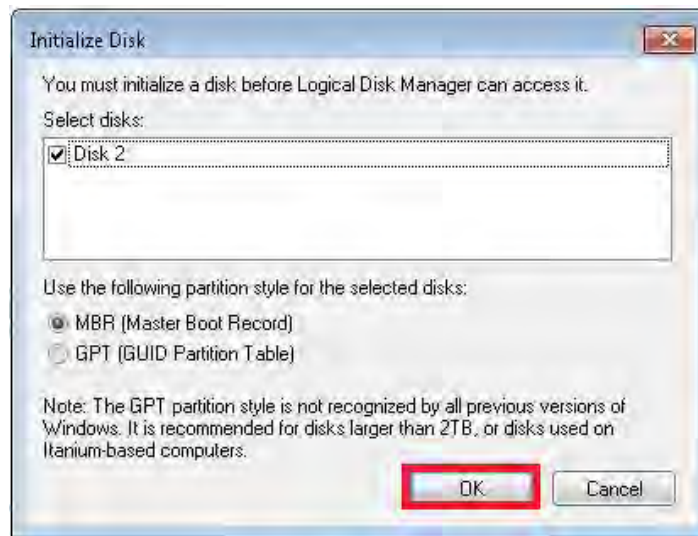 Initialize Disk
You must initialize a disk before Logical Disk Manager can access it.
Select disks:
Disk 2
Use the following partition style for the selected disks:
MBR (Master Boot Record)
GPT (GUID Partition Table)
Note: The GPT partition style is not recognized by all previous versions of
Windows. It is recommended for disks larger than 2TB, or disks used on
Itanium-based computers.
OK Cancel